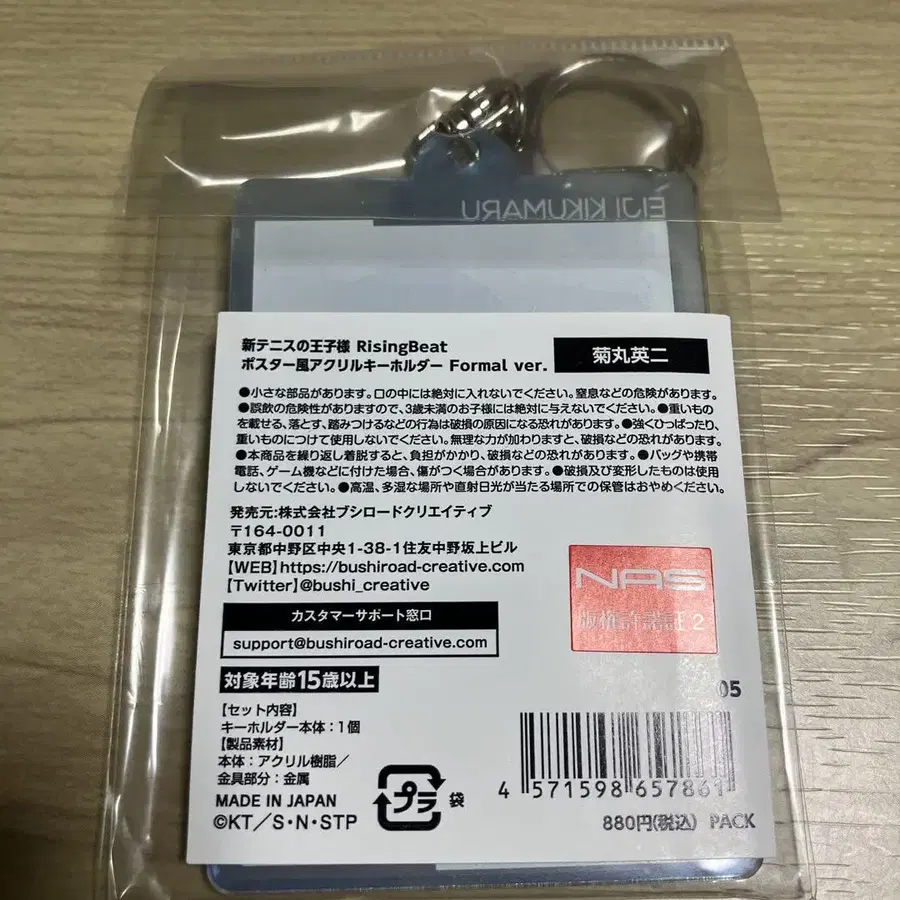 EIJI KIKUMARU
新テニスの王子様 RisingBeat
ポスター風アクリルキーホルダー Formal ver.
菊丸英二
●小さな部品があります。口の中には絶対に入れないでください。窒息などの危険があります。
●誤飲の危険性がありますので、3歳未満のお子様には絶対に与えないでください。●重いもの
を載せる、落とす、踏みつけるなどの行為は破損の原因になる恐れがあります。●強くひっぱったり、
重いものにつけて使用しないでください。無理な力が加わりますと、破損などの恐れがあります。
●本商品を繰り返し着脱すると、負担がかかり、破損などの恐れがあります。●バッグや携帯
電話、ゲーム機などに付けた場合、傷がつく場合があります。●破損及び変形したものは使用
しないでください。●高温、多湿な場所や直射日光が当たる場所での保管はおやめください。
発売元:株式会社ブシロードクリエイティブ
〒164-0011
東京都中野区中央1-38-1住友中野坂上ビル
【WEB】https://bushiroad-creative.com
【Twitter】@bushi_creative
カスタマーサポート窓口
support@bushiroad-creative.com
NAS
版権許諾証2
対象年齢15歳以上
05
【セット内容】
キーホルダー本体：1個
【製品素材】
本体：アクリル樹脂／
金具部分：金属
MADE IN JAPAN
©KT／S・N・STP
プラ
袋
4 571598 657861
880円(税込) PACK